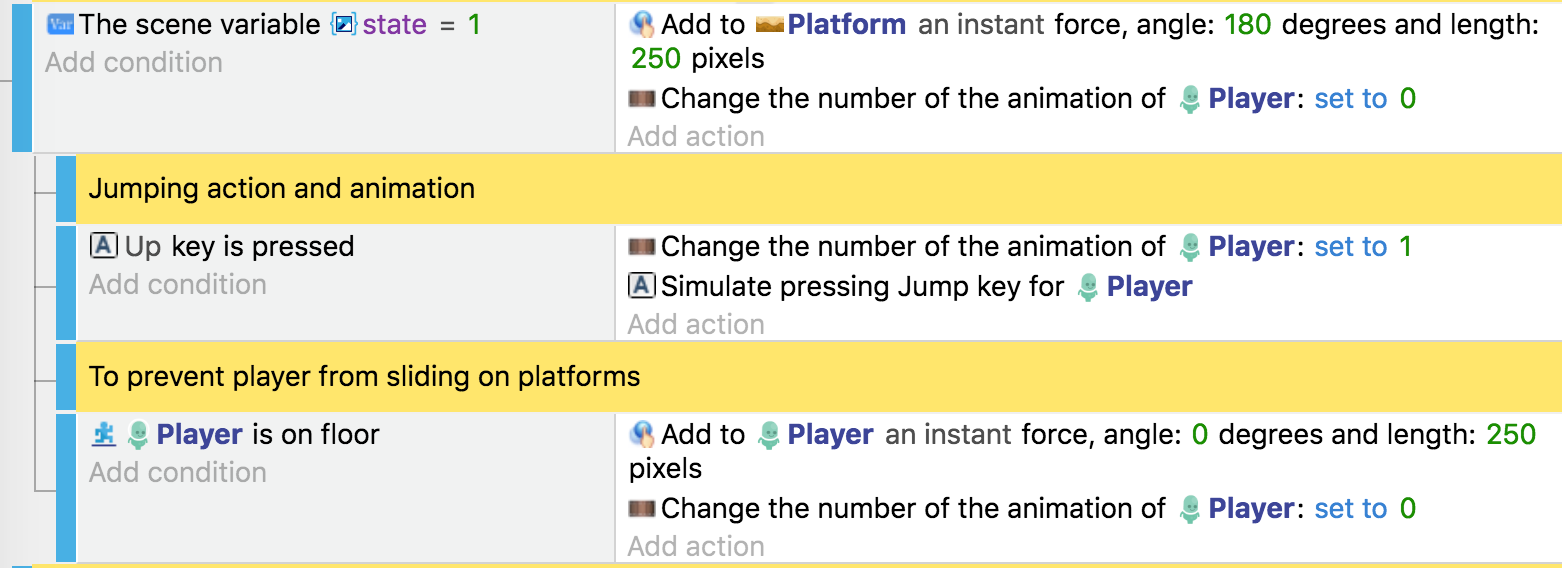 Var The scene variable state = 1
Add condition
Add to Platform an instant force, angle: 180 degrees and length:
250 pixels
Change the number of the animation of Player: set to 0
Add action
Jumping action and animation
A Up key is pressed
Add condition
Change the number of the animation of Player: set to 1
A Simulate pressing Jump key for Player
Add action
To prevent player from sliding on platforms
Player is on floor
Add condition
Add to Player an instant force, angle: 0 degrees and length: 250
pixels
Change the number of the animation of Player: set to 0
Add action